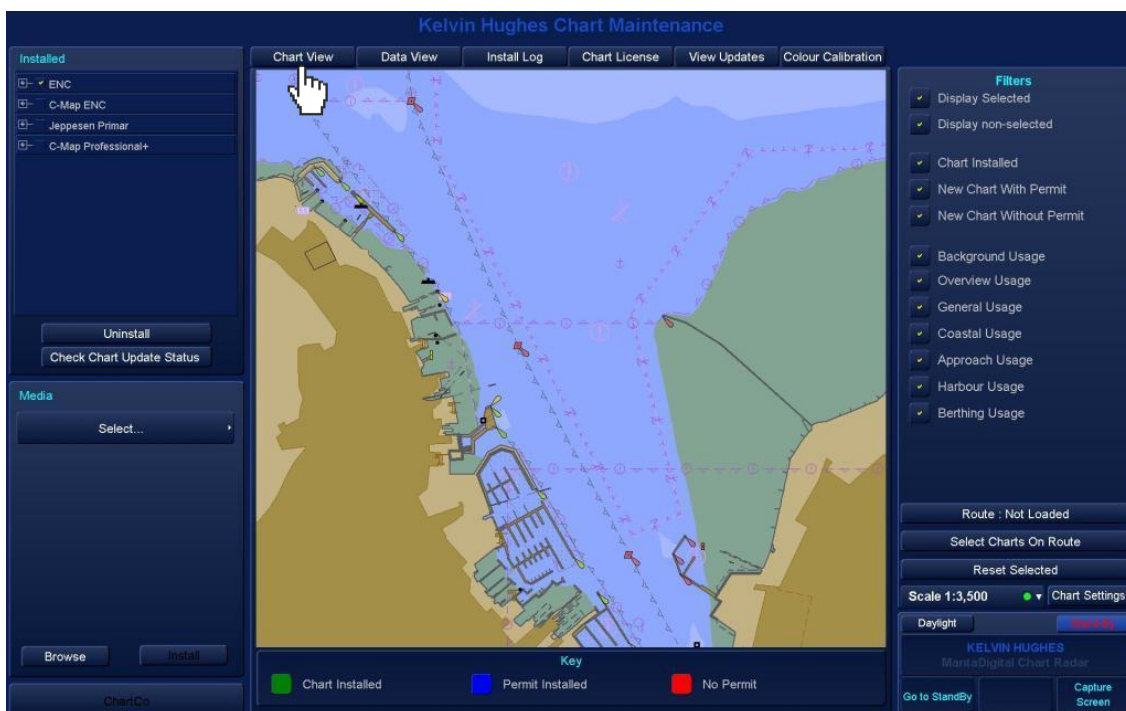 Kelvin Hughes Chart Maintenance
Installed
ENC
C-Map ENC
Jeppesen Primar
C-Map Professional+
Uninstall
Check Chart Update Status
Media
Select...
Browse
Install
ChartCo
Chart View
Data View
Install Log
Chart License
View Updates
Colour Calibration
Key
Chart Installed
Permit Installed
No Permit
Filters
Display Selected
Display non-selected
Chart Installed
New Chart With Permit
New Chart Without Permit
Background Usage
Overview Usage
General Usage
Coastal Usage
Approach Usage
Harbour Usage
Berthing Usage
Route : Not Loaded
Select Charts On Route
Reset Selected
Scale 1:3,500
Chart Settings
Daylight
KELVIN HUGHES
MantaDigital Chart Radar
Go to StandBy
Capture
Screen